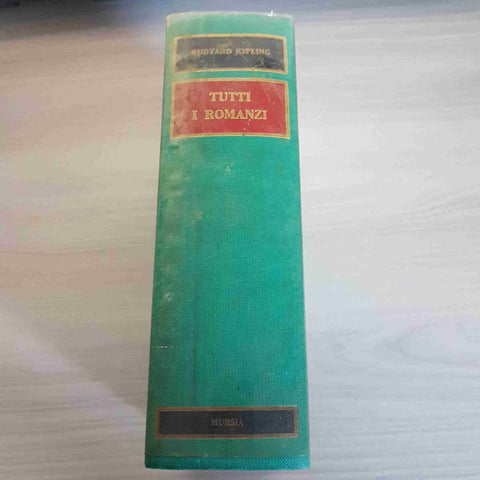 RUDYARD KIPLING
TUTTI
I ROMANZI
MURSIA